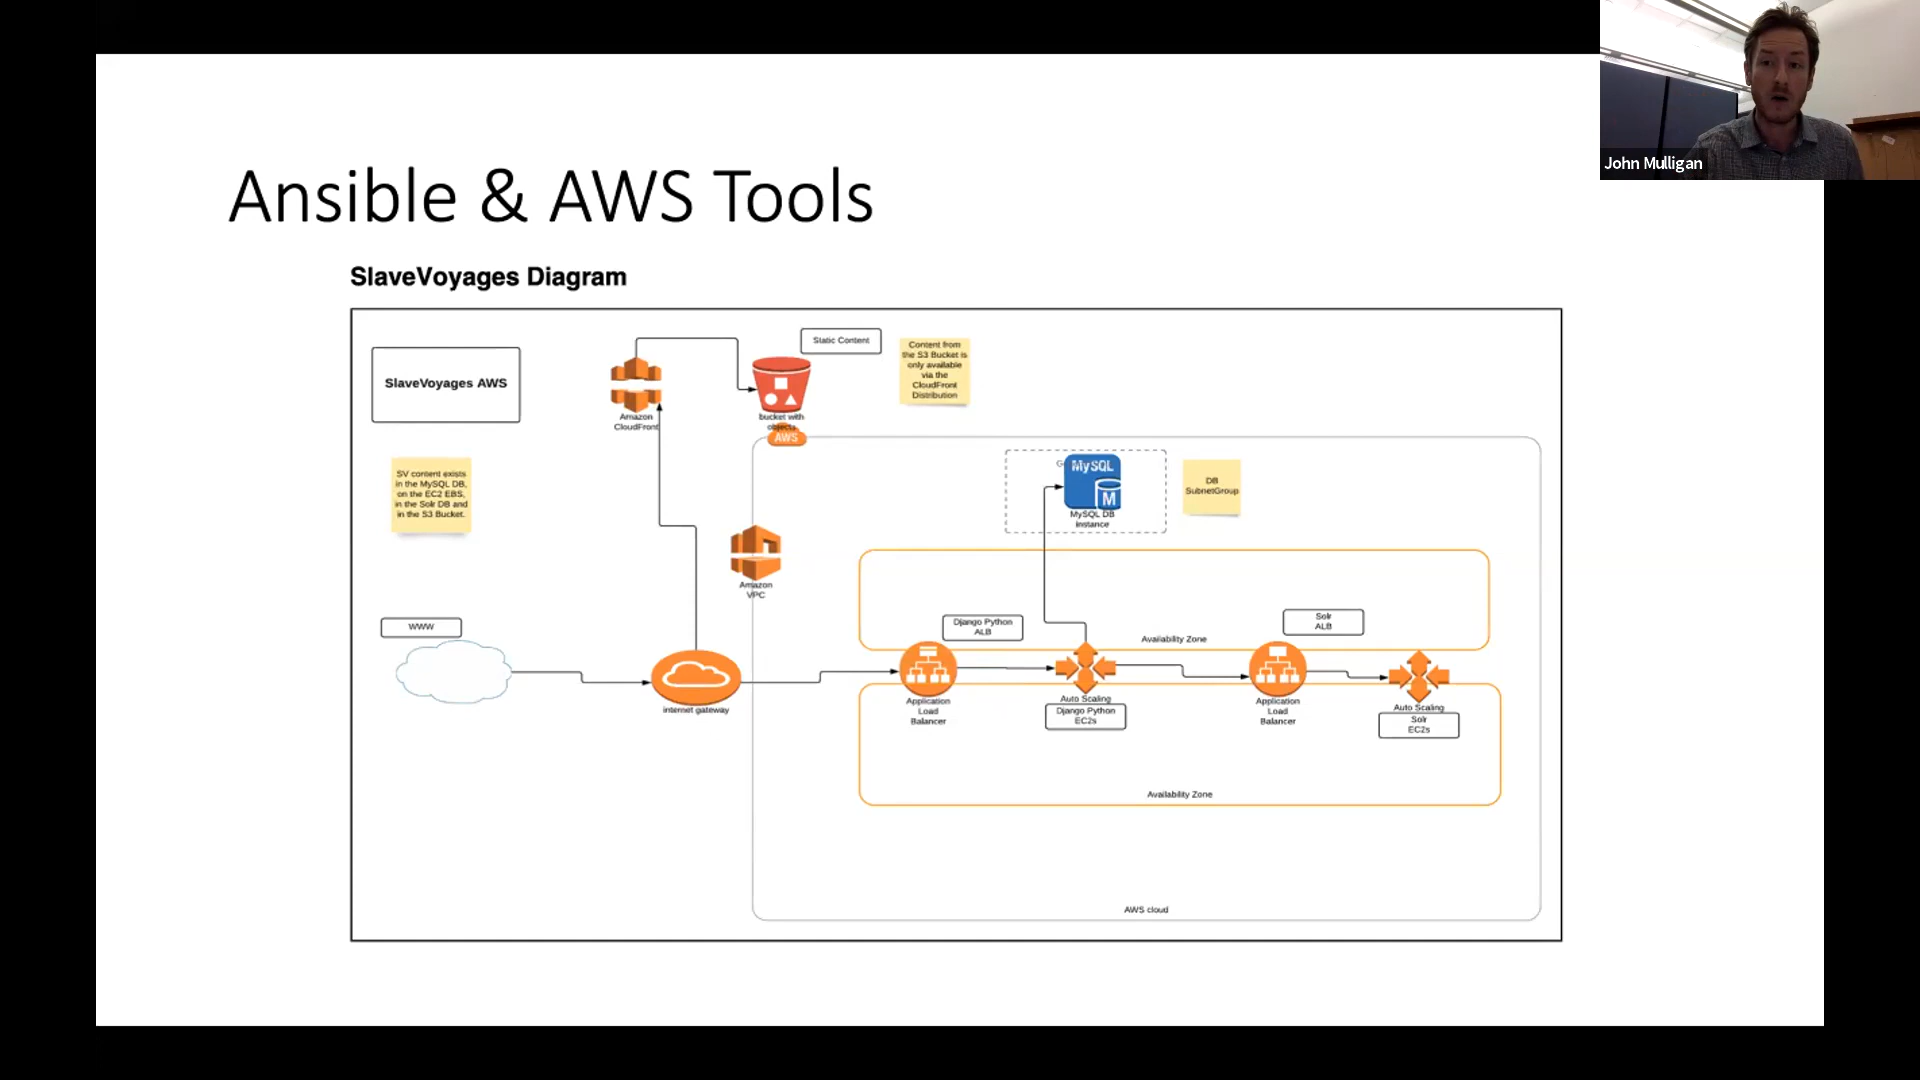 John Mulligan
Ansible & AWS Tools
SlaveVoyages Diagram
SlaveVoyages AWS
Static Content
Content from
the S3 Bucket is
only available
via the
CloudFront
Distribution
Amazon
CloudFront
bucket with
objects
AWS
SV content exists
in the MySQL DB,
on the EC2 EBS,
in the Solr DB and
in the S3 Bucket.
MySQL
M
MySQL DB
instance
DB
SubnetGroup
Amazon
VPC
WWW
internet gateway
Django Python
ALB
Solr
ALB
Availability Zone
Application
Load
Balancer
Auto Scaling
Django Python
EC2s
Application
Load
Balancer
Auto Scaling
Solr
EC2s
Availability Zone
AWS cloud